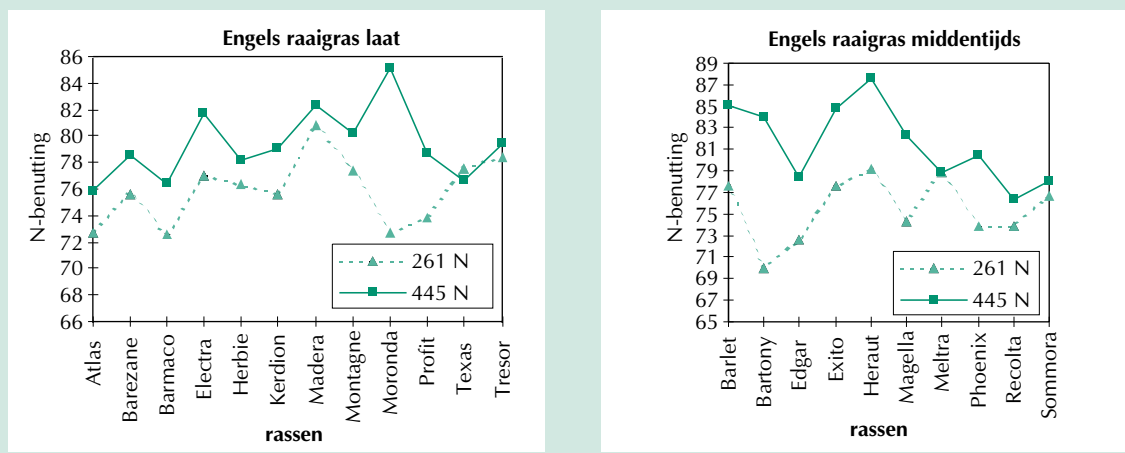 Engels raaigras laat
86
84
82
80
78
76
74
72
70
68
66
N-benutting
261 N
445 N
Atlas
Barezane
Barmaco
Electra
Herbie
Kerdion
Madera
Montagne
Moronda
Profit
Texas
Tresor
rassen
Engels raaigras middentijds
89
87
85
83
81
79
77
75
73
71
69
67
65
N-benutting
261 N
445 N
Barlet
Bartony
Edgar
Exito
Heraut
Magella
Meltra
Phoenix
Recolta
Sommora
rassen